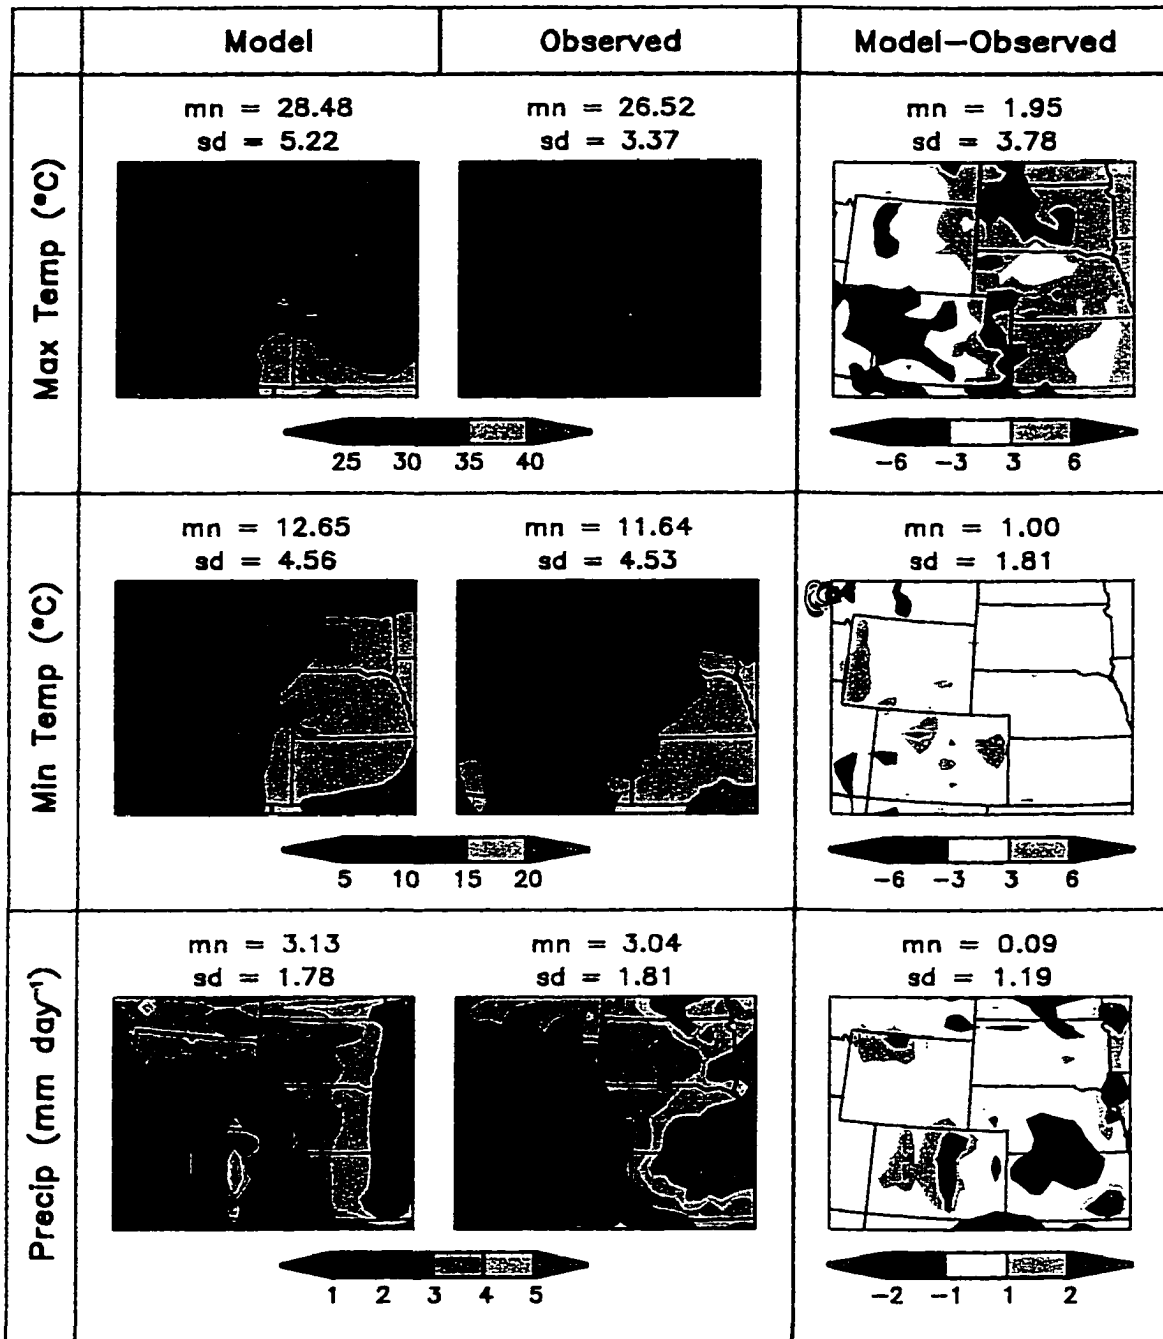 Model Observed Model-Observed
Max Temp (°C)
mn = 28.48 mn = 26.52 mn = 1.95
sd = 5.22 sd = 3.37 sd = 3.78
25 30 35 40 -6 -3 3 6
Min Temp (°C)
mn = 12.65 mn = 11.64 mn = 1.00
sd = 4.56 sd = 4.53 sd = 1.81
5 10 15 20 -6 -3 3 6
Precip (mm day⁻¹)
mn = 3.13 mn = 3.04 mn = 0.09
sd = 1.78 sd = 1.81 sd = 1.19
1 2 3 4 5 -2 -1 1 2